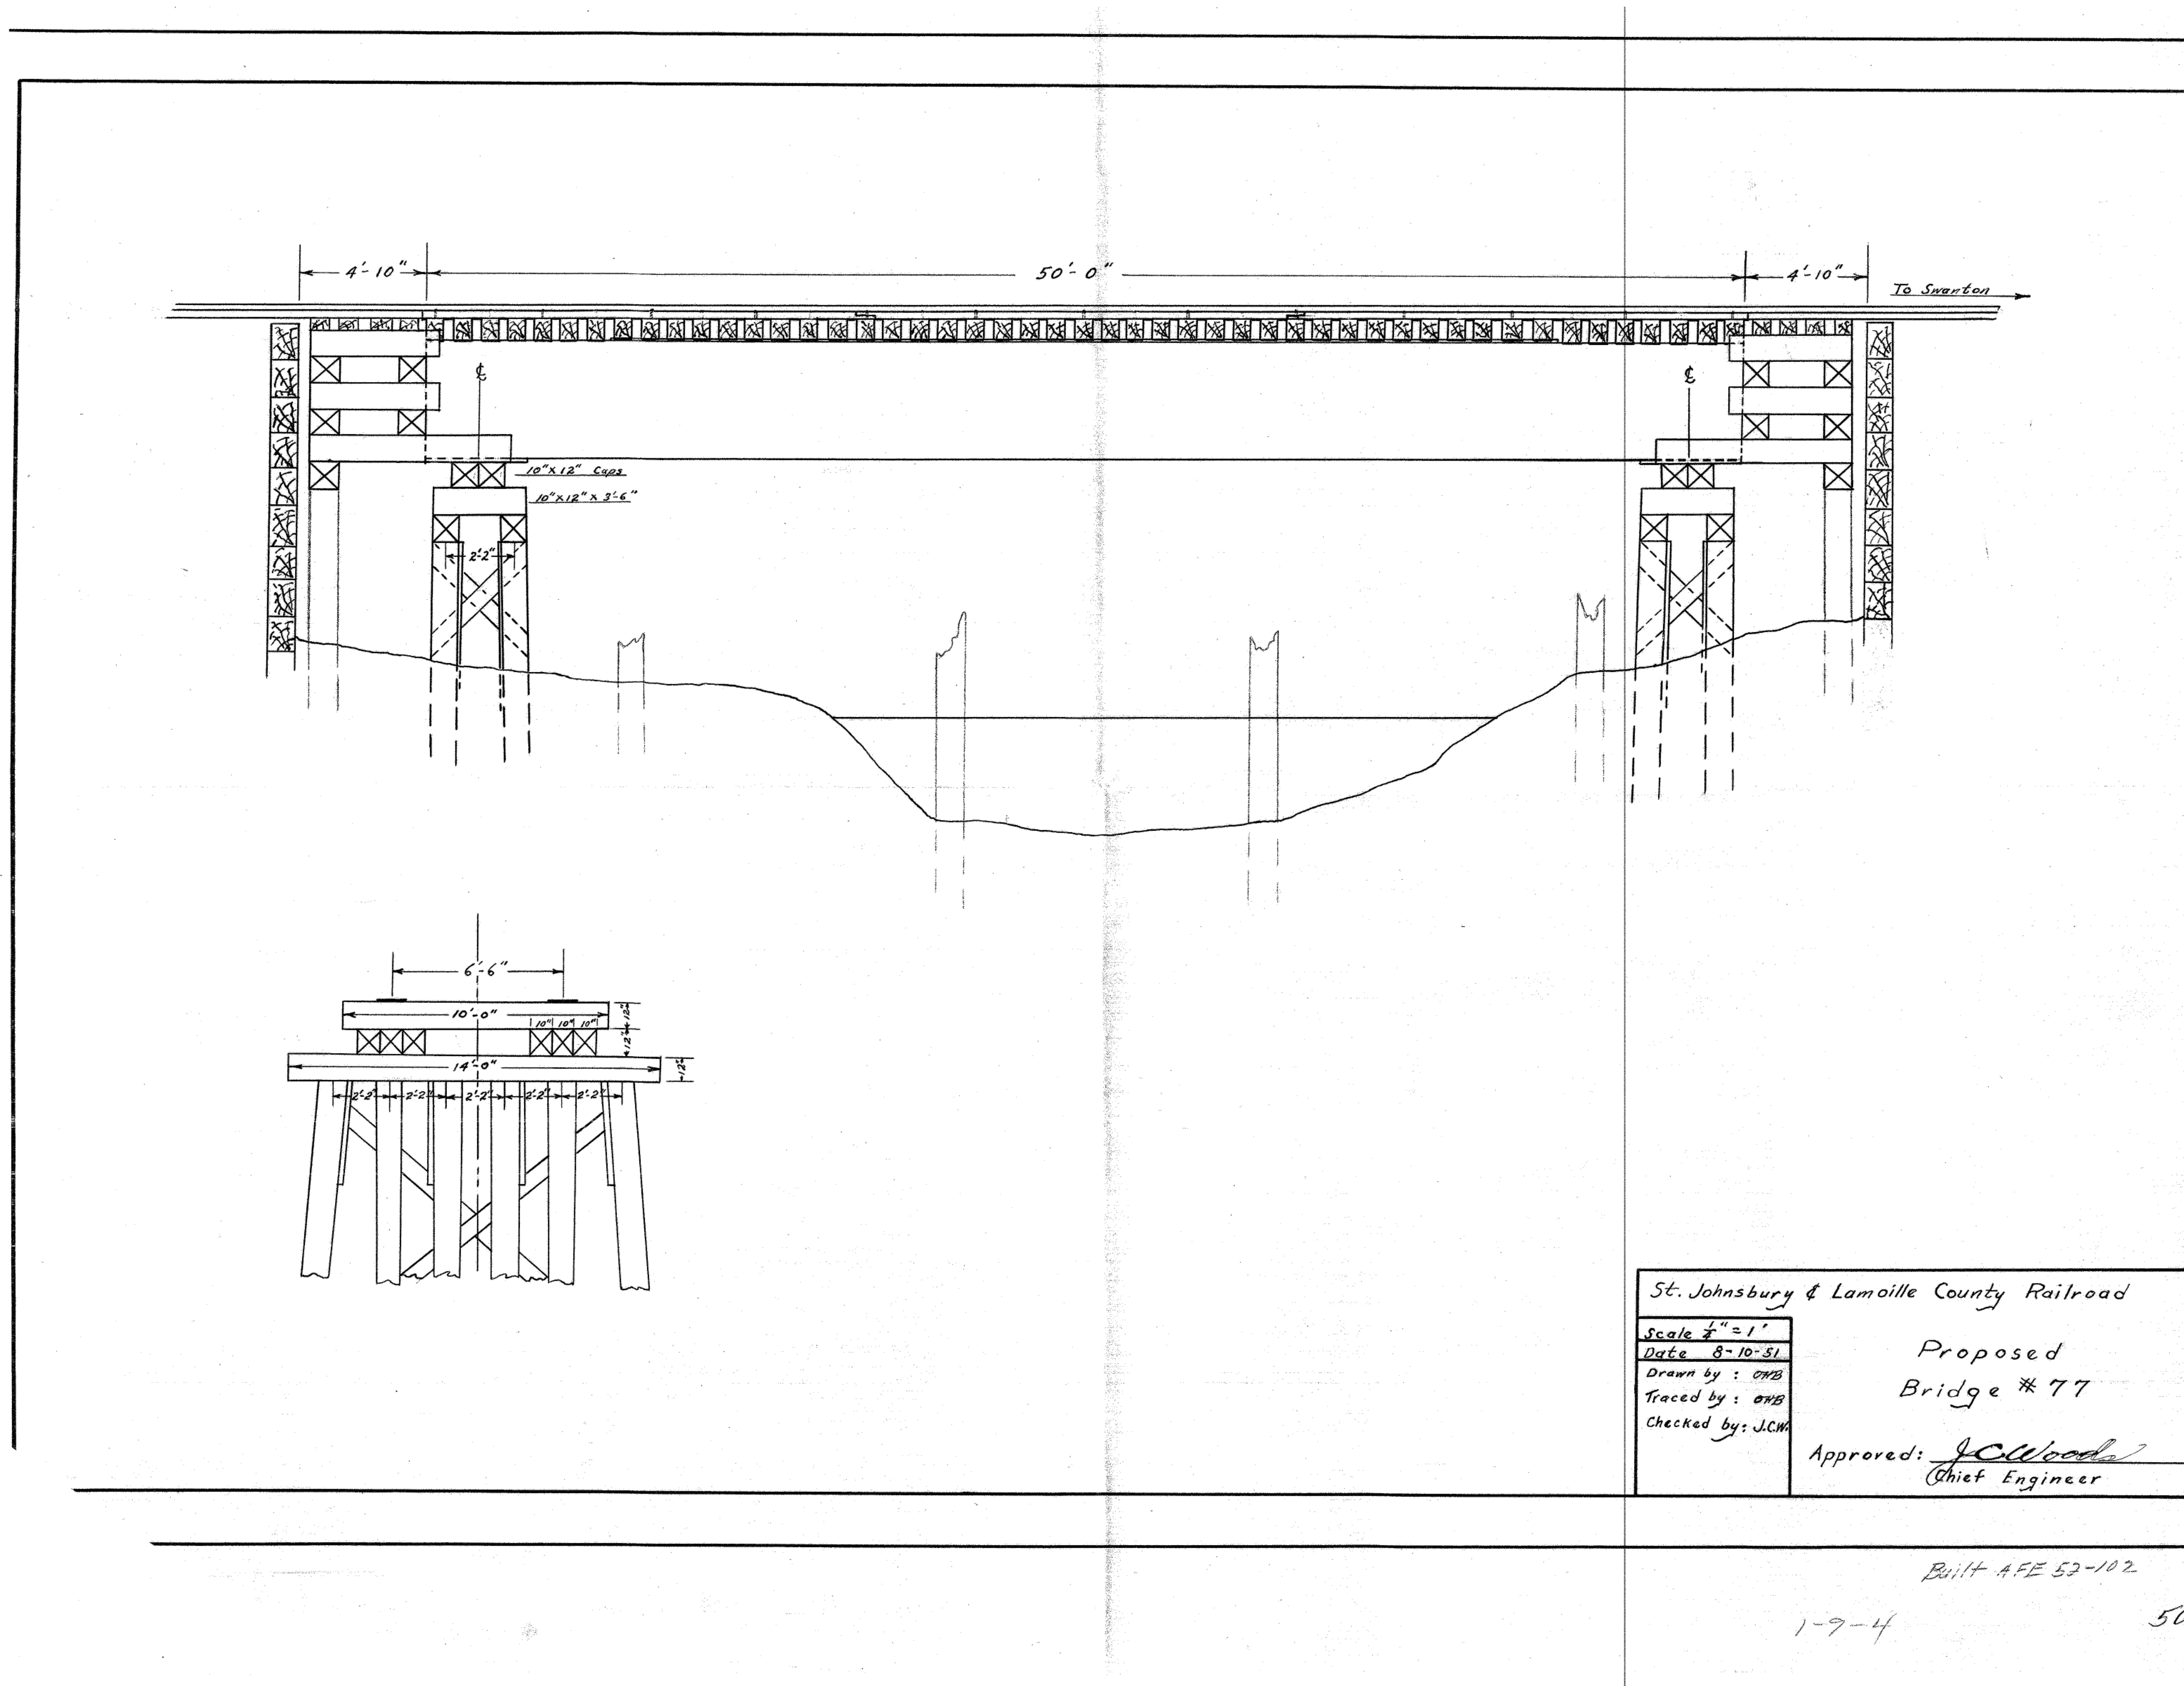 4'-10" 50'-0" 4'-10"
To Swanton
℄ ℄
10"x12" Caps
10"x12"x3'-6"
2'-2"
6'-6"
10'-0" 12"
10" 10" 10" 12"
14'-0" 12"
2'-2" 2'-2" 2'-2" 2'-2" 2'-2"
St. Johnsbury & Lamoille County Railroad
Scale 1/4" = 1'
Date 8-10-51
Drawn by: OHB
Traced by: OHB
Checked by: J.C.W.
Proposed
Bridge # 77
Approved: JCWoods
Chief Engineer
Built AFE 52-102
1-9-4
50